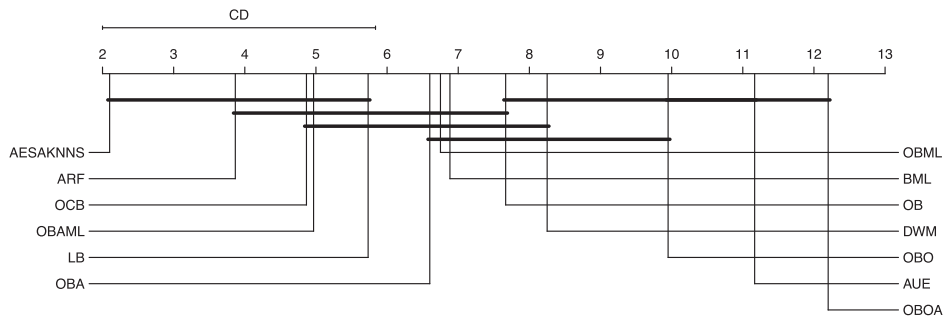 CD
2 3 4 5 6 7 8 9 10 11 12 13
AESAKNNS OBML
ARF BML
OCB OB
OBAML DWM
LB OBO
OBA AUE
OBOA